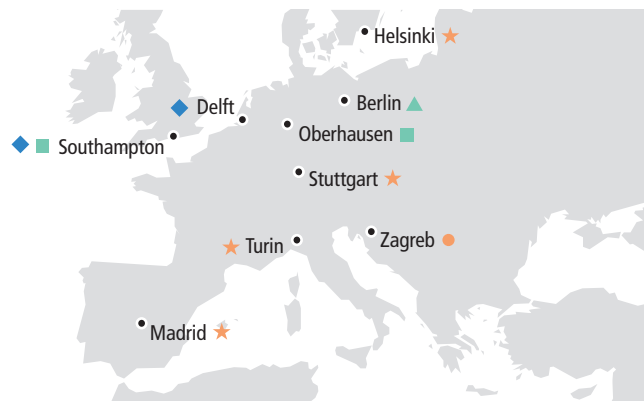 Helsinki
Berlin
Delft
Oberhausen
Southampton
Stuttgart
Zagreb
Turin
Madrid